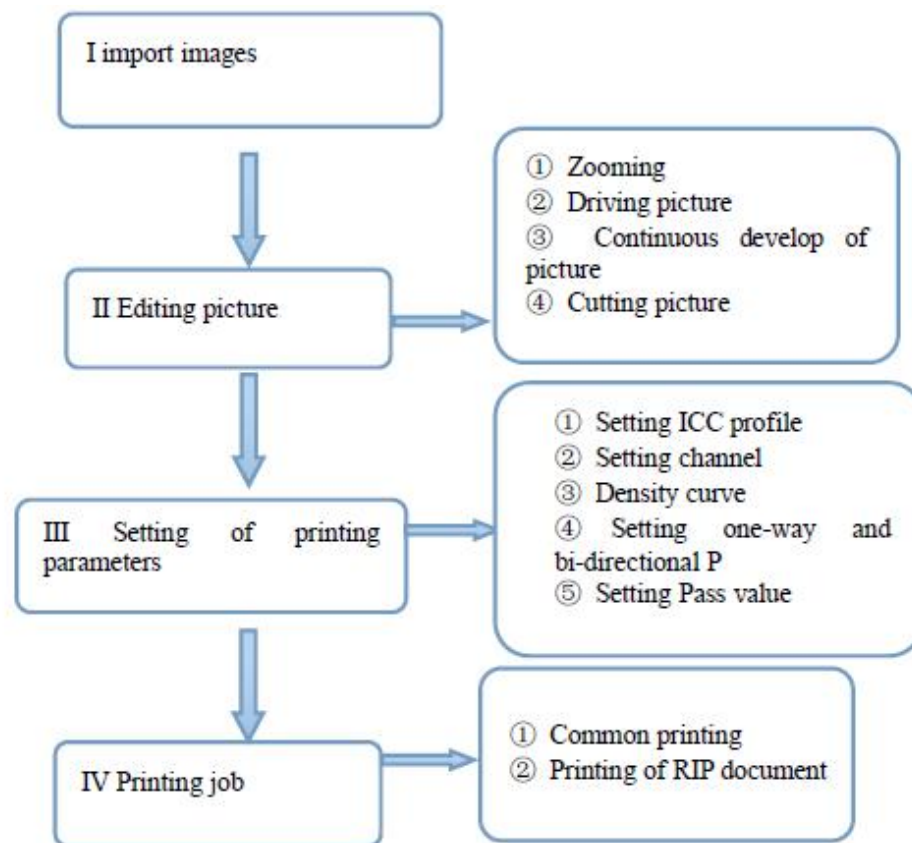 I import images
① Zooming
② Driving picture
③ Continuous develop of
picture
④ Cutting picture
II Editing picture
① Setting ICC profile
② Setting channel
③ Density curve
④ Setting one-way and
bi-directional P
⑤ Setting Pass value
III Setting of printing
parameters
① Common printing
② Printing of RIP document
IV Printing job